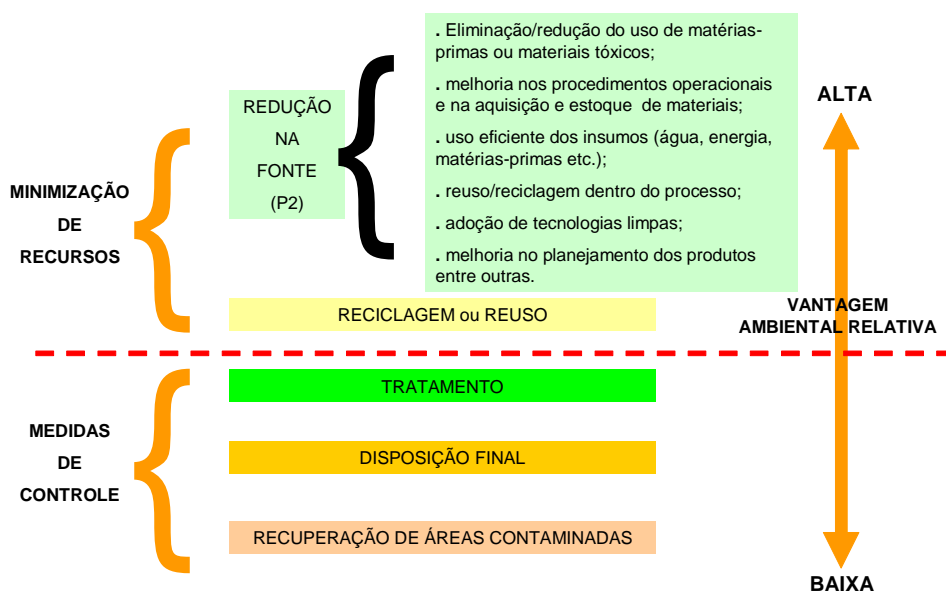 MINIMIZAÇÃO
DE
RECURSOS
REDUÇÃO
NA
FONTE
(P2)
. Eliminação/redução do uso de matérias-
primas ou materiais tóxicos;
. melhoria nos procedimentos operacionais
e na aquisição e estoque de materiais;
. uso eficiente dos insumos (água, energia,
matérias-primas etc.);
. reuso/reciclagem dentro do processo;
. adoção de tecnologias limpas;
. melhoria no planejamento dos produtos
entre outras.
RECICLAGEM ou REUSO
ALTA
VANTAGEM
AMBIENTAL RELATIVA
MEDIDAS
DE
CONTROLE
TRATAMENTO
DISPOSIÇÃO FINAL
RECUPERAÇÃO DE ÁREAS CONTAMINADAS
BAIXA